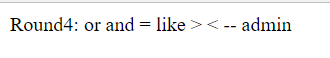 Round4: or and = like > < -- admin